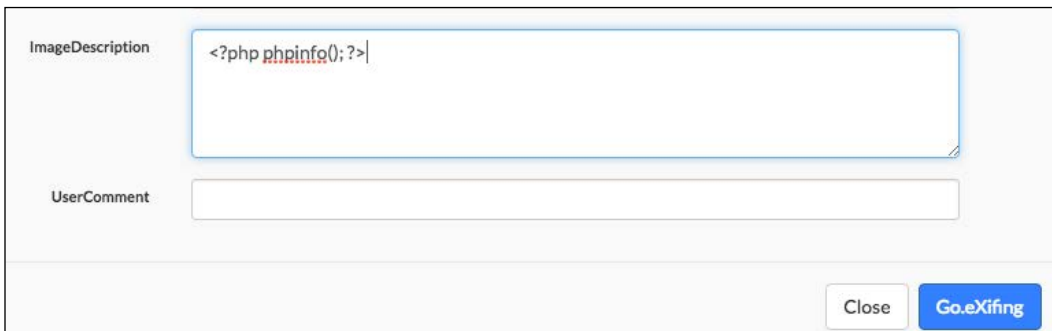 ImageDescription
<?php phpinfo(); ?>
UserComment
Close
Go.eXifing